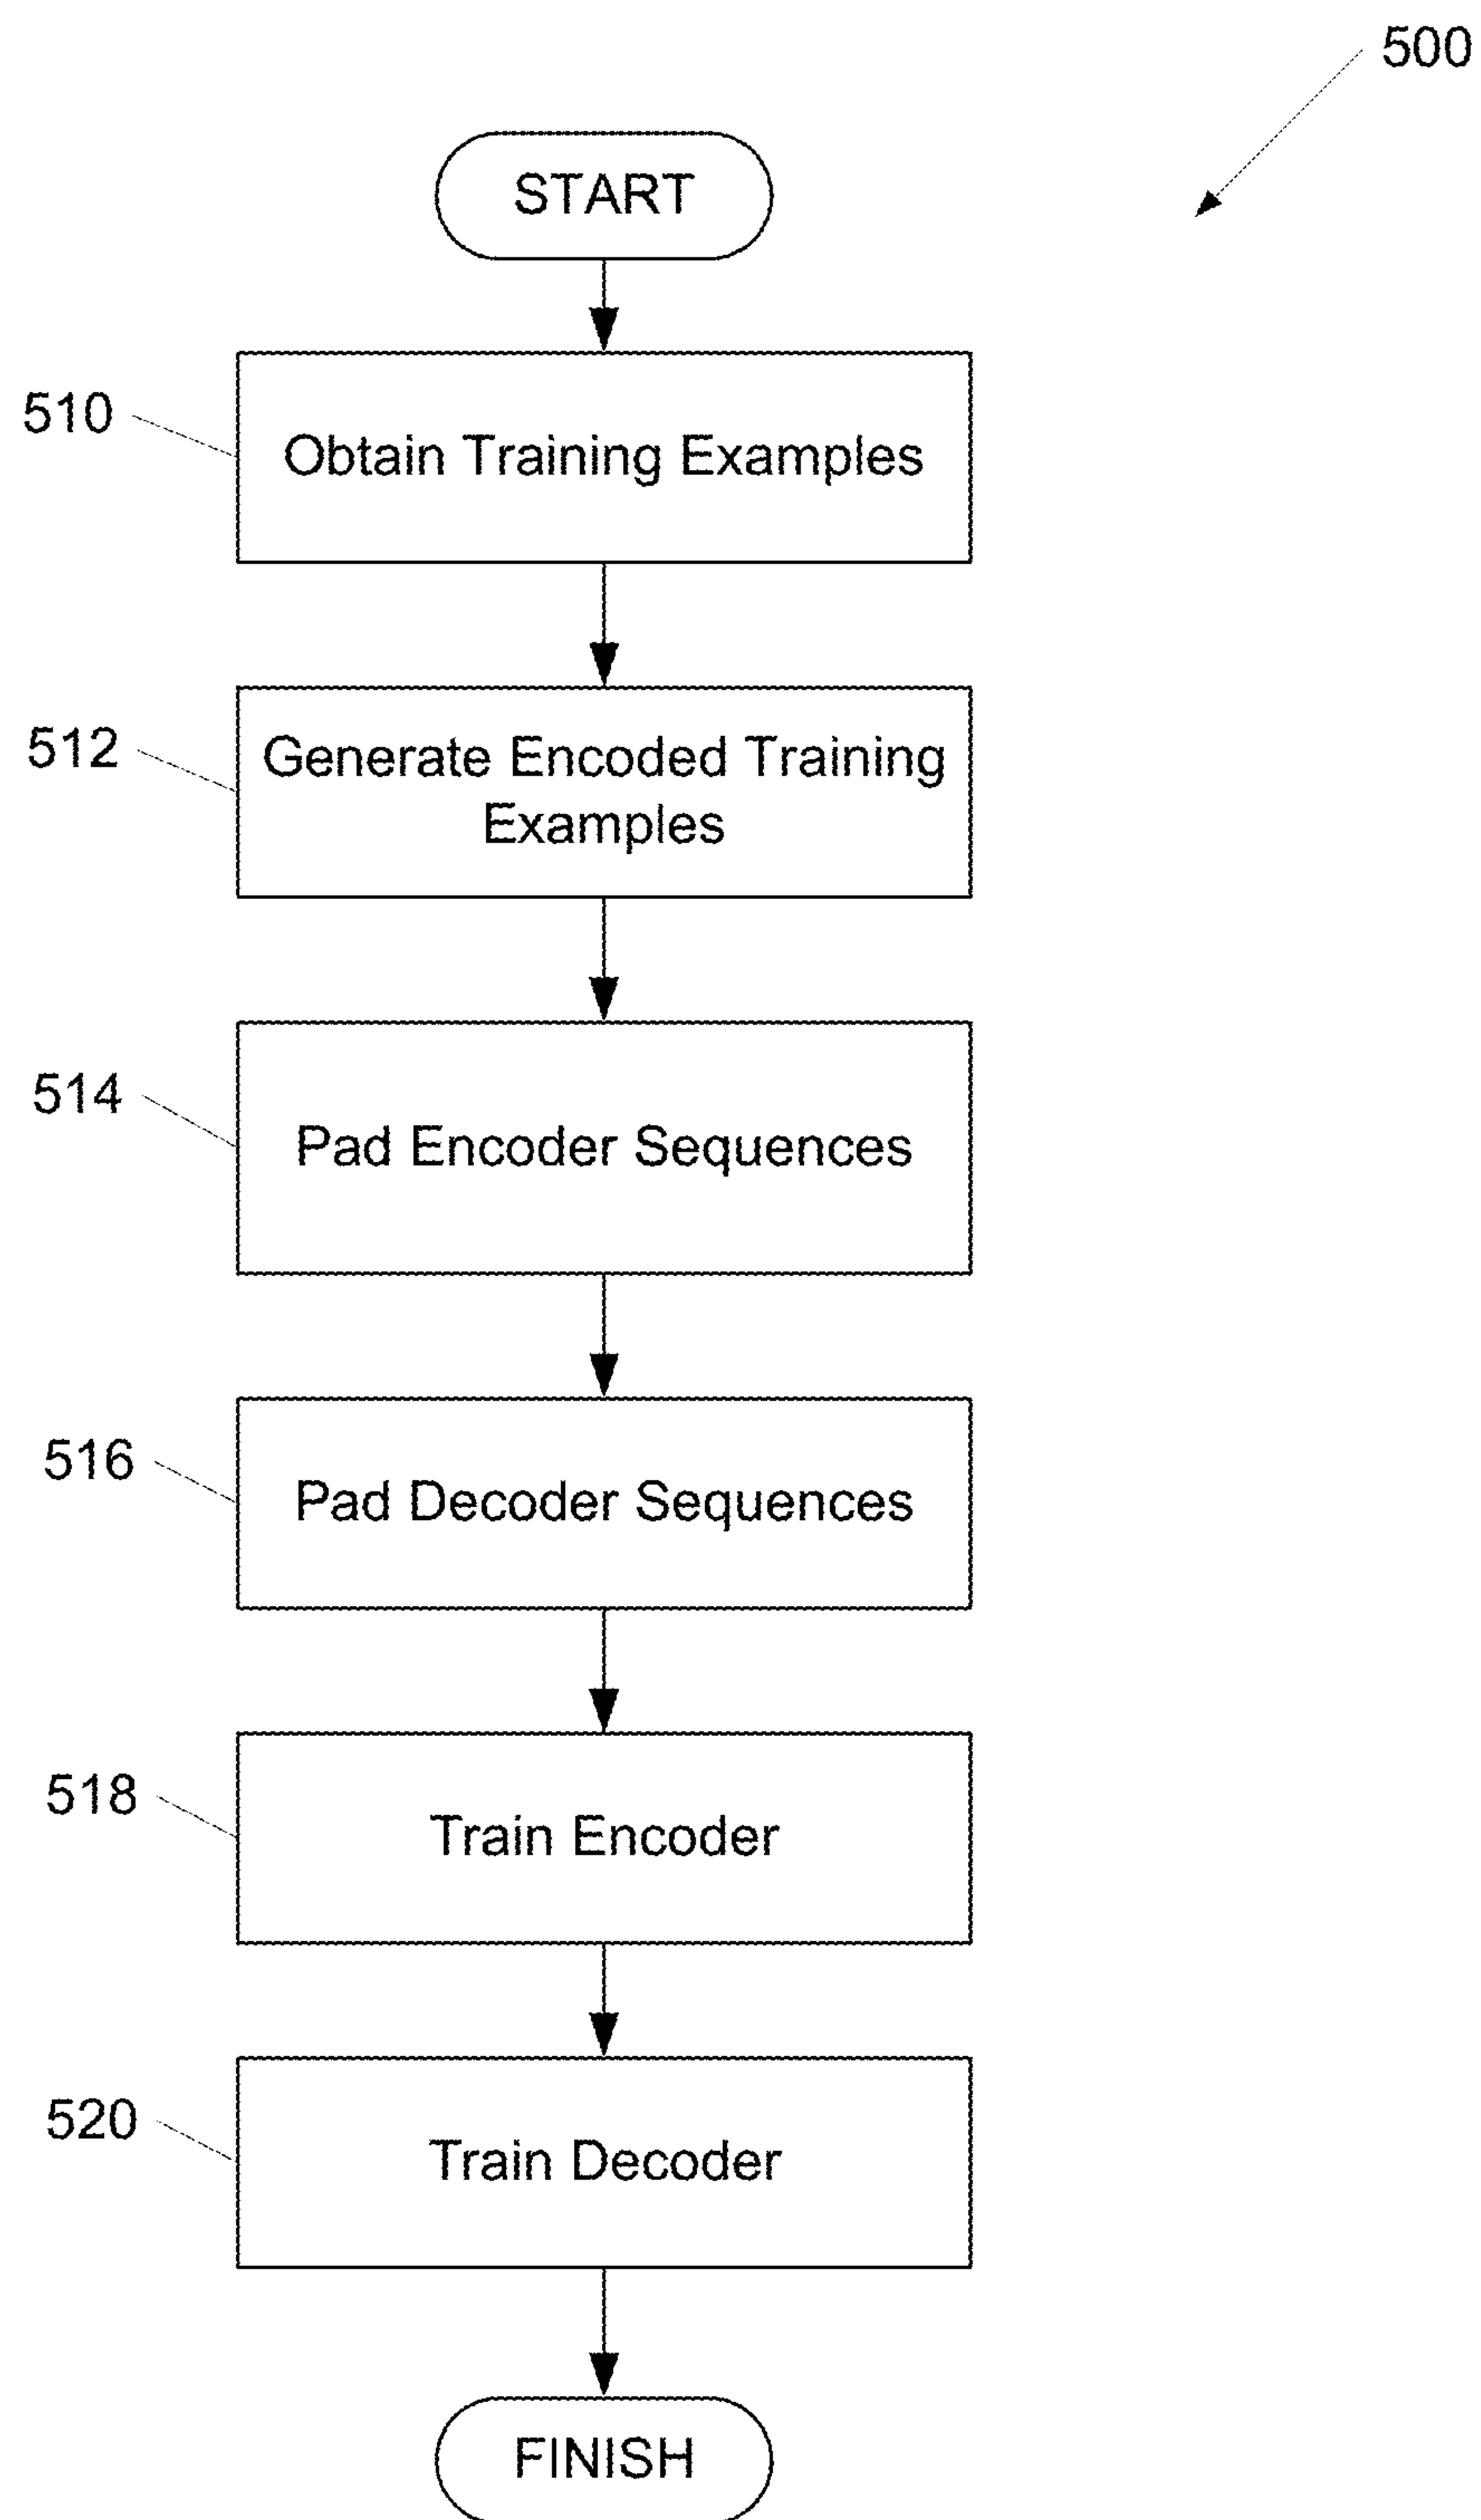 500
START
510
Obtain Training Examples
512
Generate Encoded Training
Examples
514
Pad Encoder Sequences
516
Pad Decoder Sequences
518
Train Encoder
520
Train Decoder
FINISH